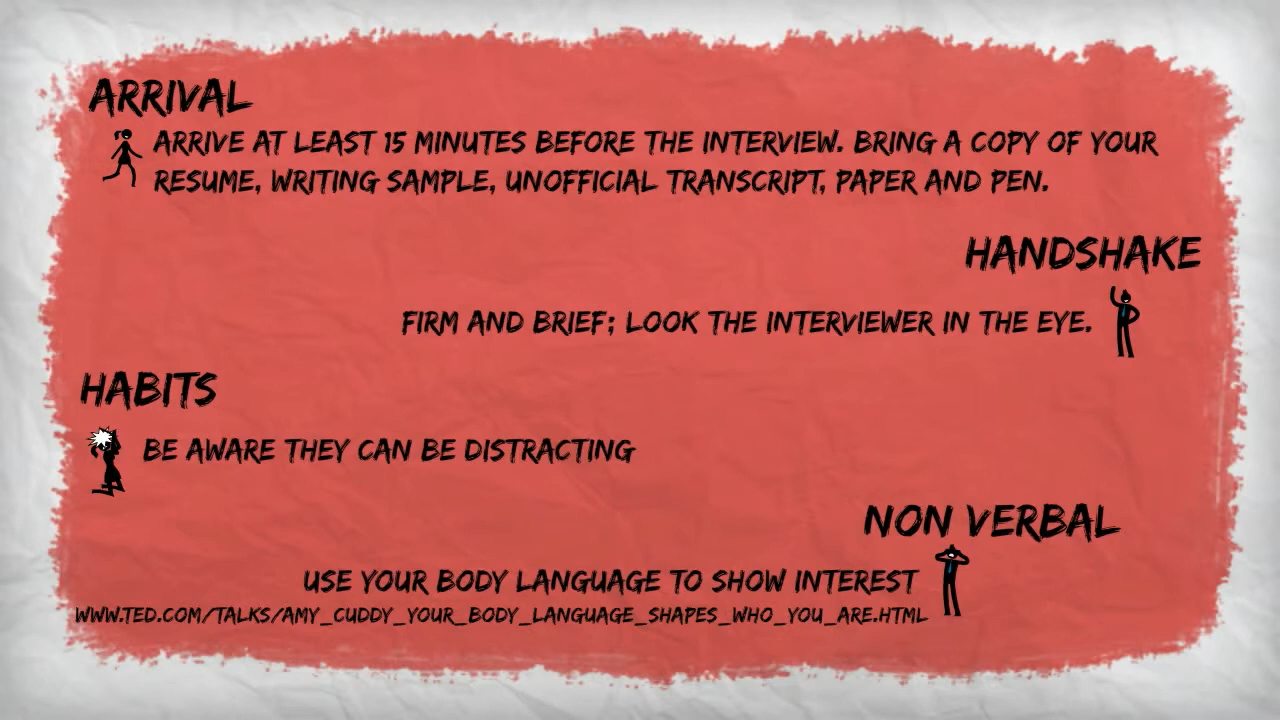 ARRIVAL
ARRIVE AT LEAST 15 MINUTES BEFORE THE INTERVIEW. BRING A COPY OF YOUR
RESUME, WRITING SAMPLE, UNOFFICIAL TRANSCRIPT, PAPER AND PEN.
HANDSHAKE
FIRM AND BRIEF; LOOK THE INTERVIEWER IN THE EYE.
HABITS
BE AWARE THEY CAN BE DISTRACTING
NON VERBAL
USE YOUR BODY LANGUAGE TO SHOW INTEREST
WWW.TED.COM/TALKS/AMY_CUDDY_YOUR_BODY_LANGUAGE_SHAPES_WHO_YOU_ARE.HTML